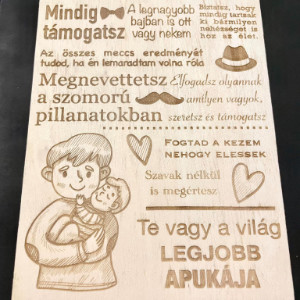 Mindig
támogatsz
A legnagyobb
bajban is ott
vagy nekem
Biztatsz, hogy
mindig tartsak
ki bármilyen
nehézséget is
hoz az élet.
Az összes meccs eredményét
tudod, ha én lemaradtam volna róla
Megnevettetsz
a szomorú
pillanatokban
Elfogadsz olyannak
amilyen vagyok,
szeretsz és támogatsz
Fogtad a kezem
nehogy elessek
Szavak nélkül
is megértesz.
Te vagy a világ
LEGJOBB
APUKÁJA